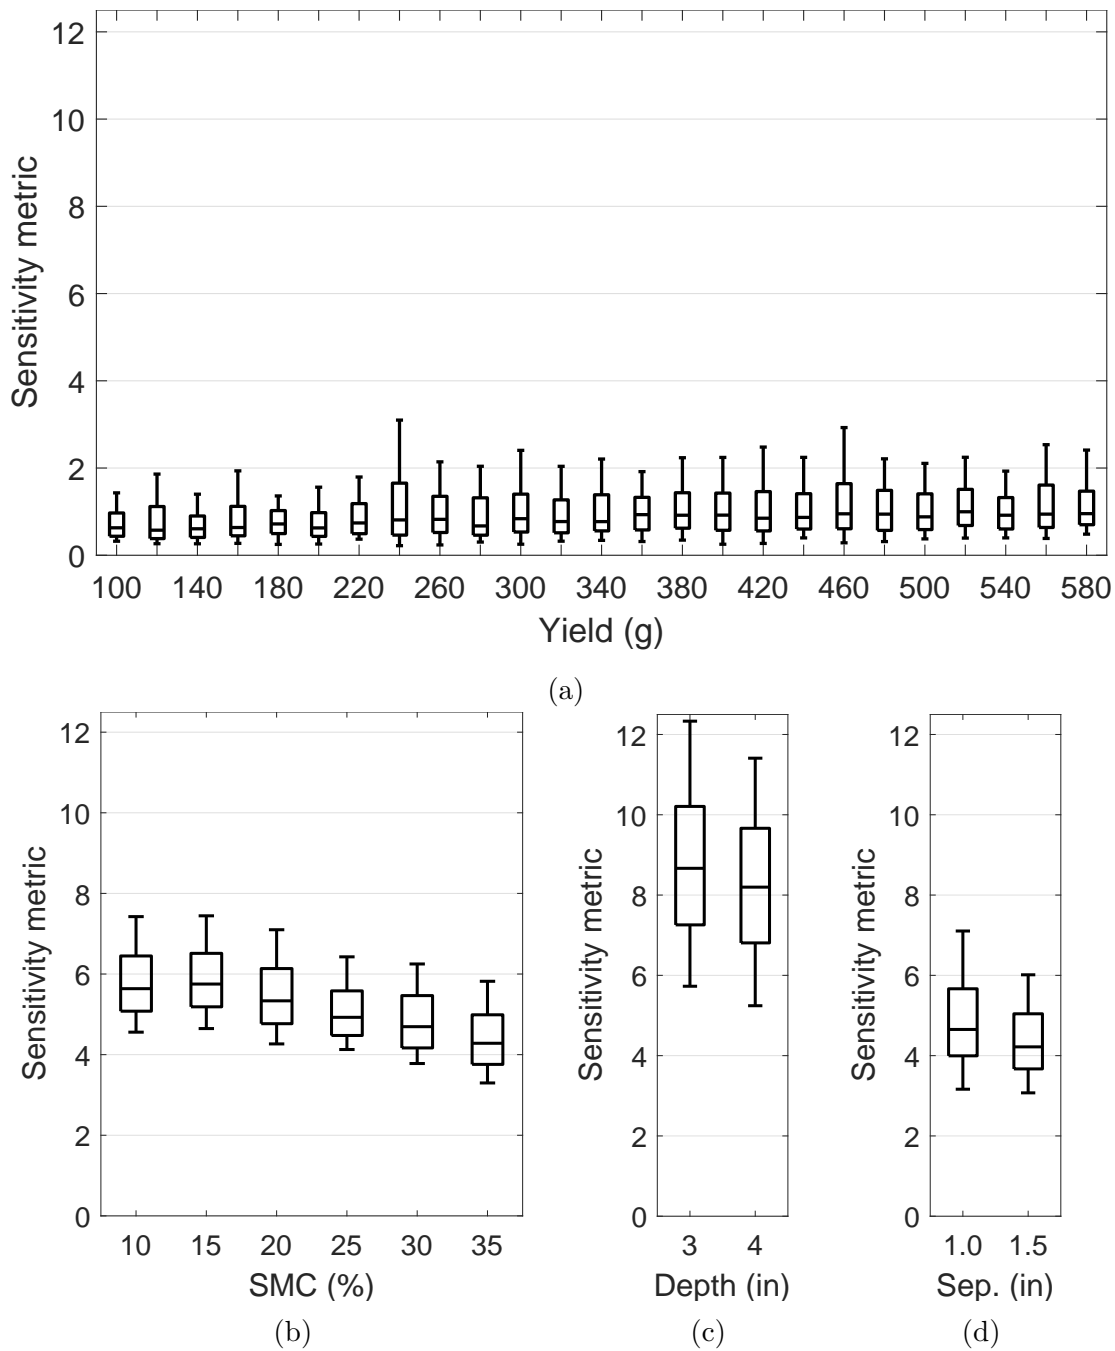 12
10
8
6
4
2
0
Sensitivity metric
100 140 180 220 260 300 340 380 420 460 500 540 580
Yield (g)
(a)
12
10
8
6
4
2
0
Sensitivity metric
10 15 20 25 30 35
SMC (%)
(b)
12
10
8
6
4
2
0
Sensitivity metric
3 4
Depth (in)
(c)
12
10
8
6
4
2
0
Sensitivity metric
1.0 1.5
Sep. (in)
(d)